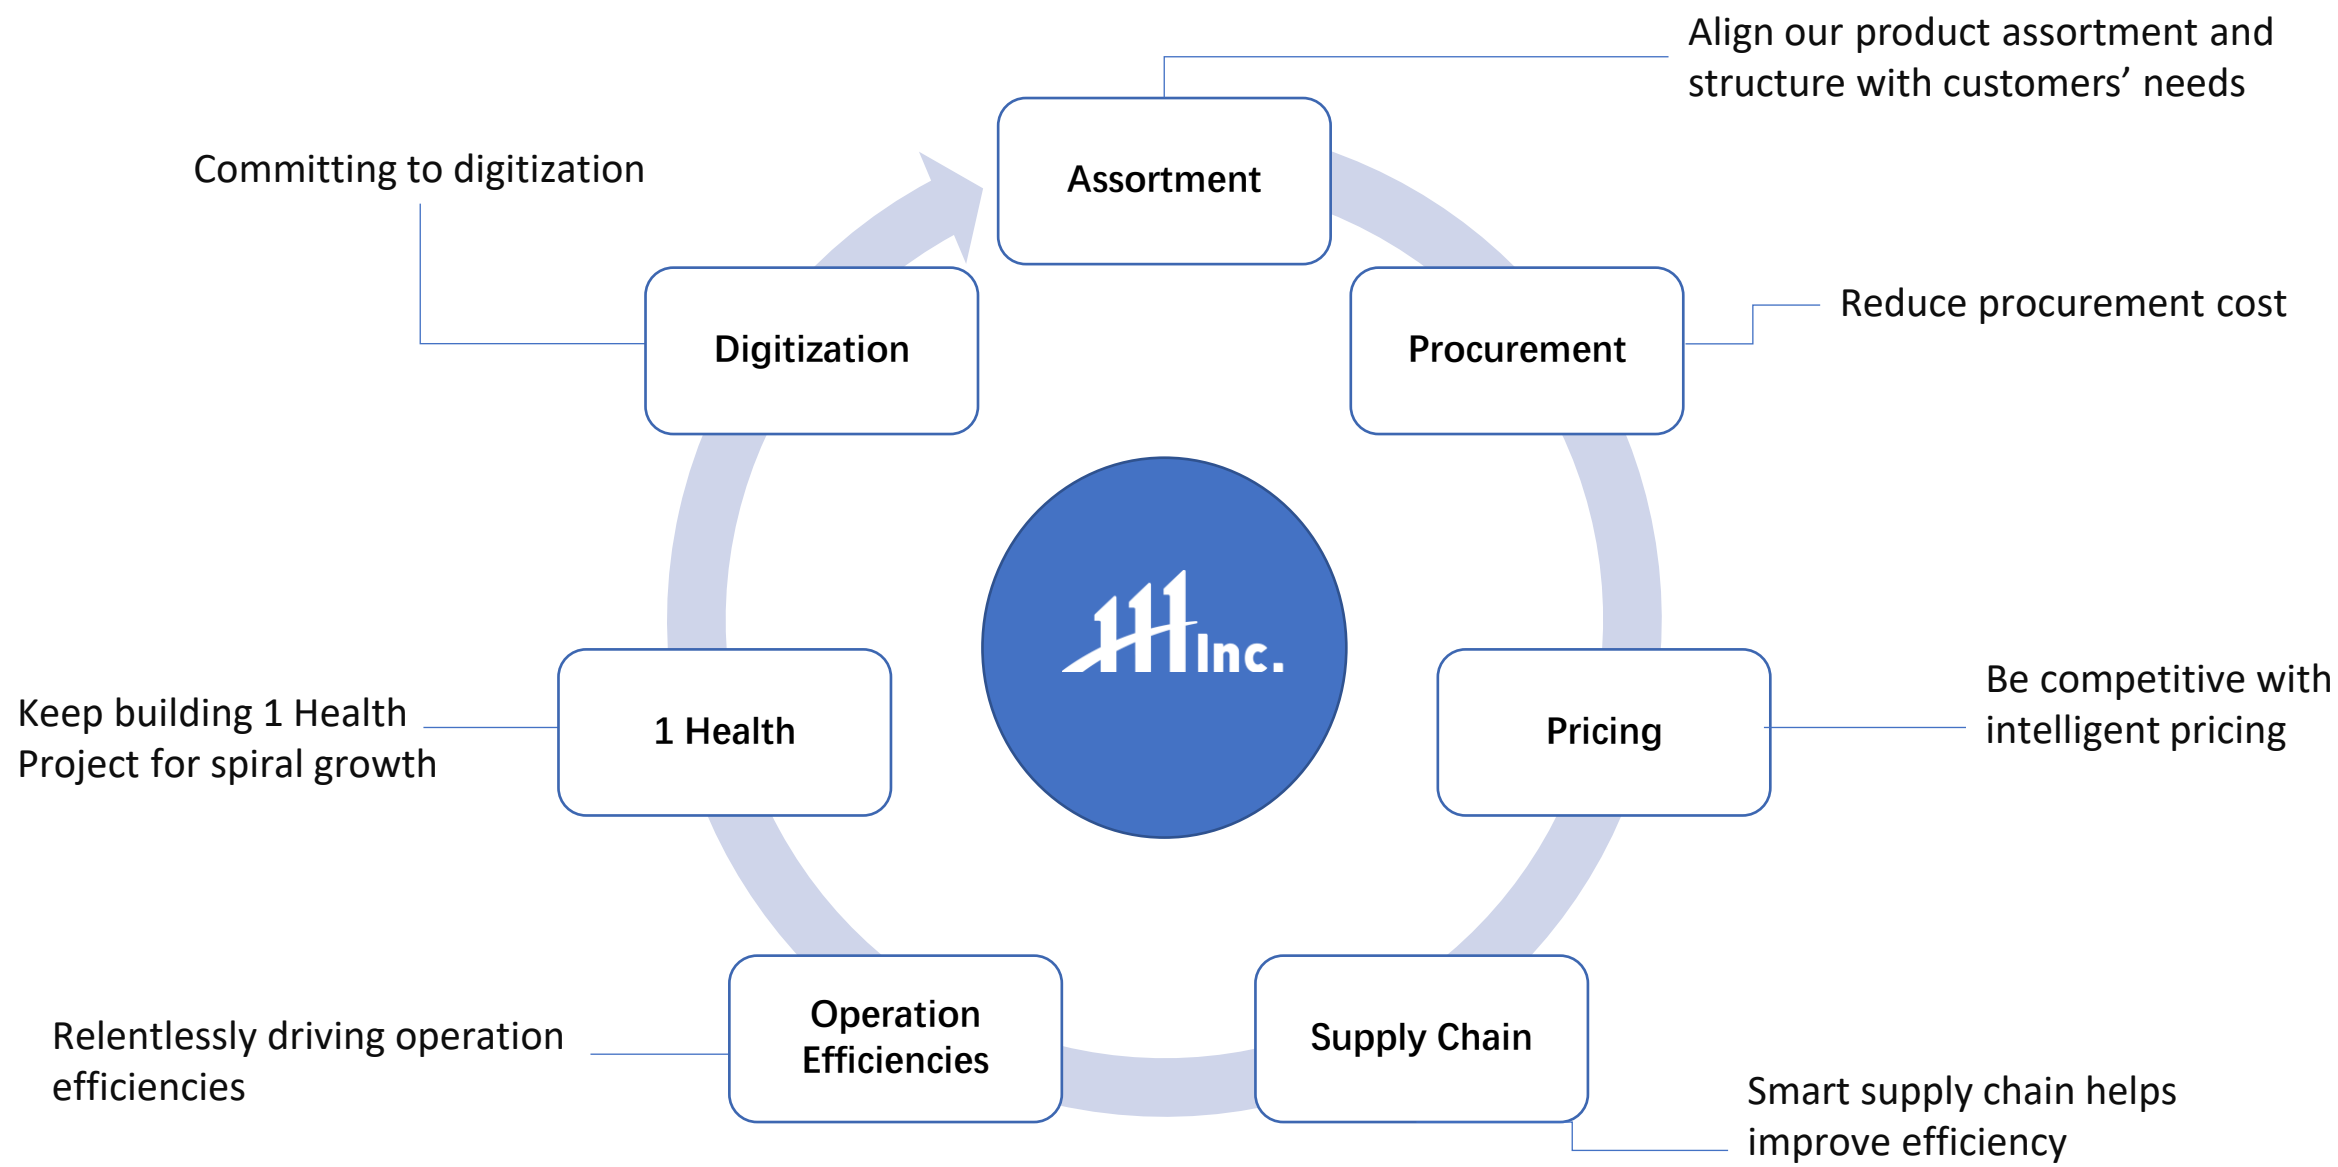 Align our product assortment and
structure with customers’ needs
Assortment
Committing to digitization
Digitization
Procurement
Reduce procurement cost
111 Inc.
Keep building 1 Health
Project for spiral growth
1 Health
Pricing
Be competitive with
intelligent pricing
Relentlessly driving operation
efficiencies
Operation
Efficiencies
Supply Chain
Smart supply chain helps
improve efficiency